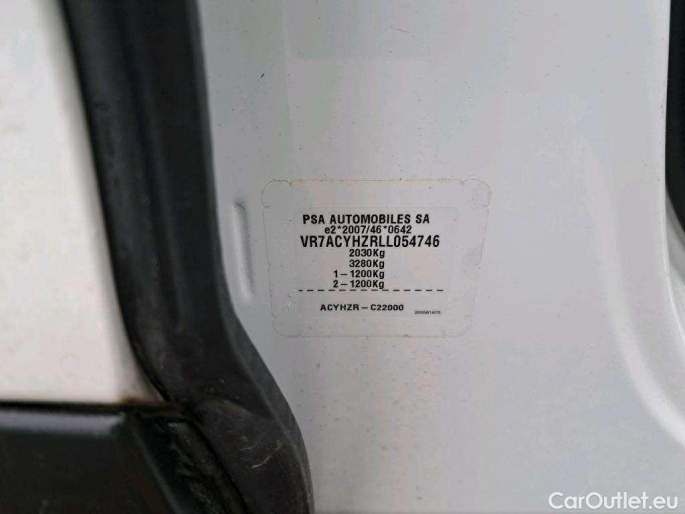 PSA AUTOMOBILES SA
e2*2007/46*0642
VR7ACYHZRLL054746
2030Kg
3280Kg
1-1200Kg
2-1200Kg
ACYHZR-C22000
CarOutlet.eu